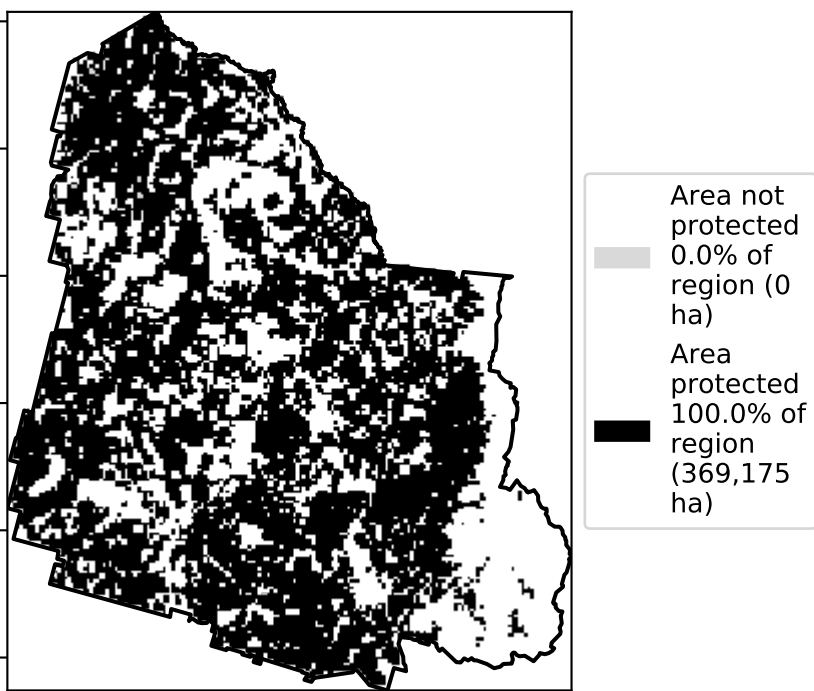 Area not
protected
0.0% of
region (0
ha)
Area
protected
100.0% of
region
(369,175
ha)